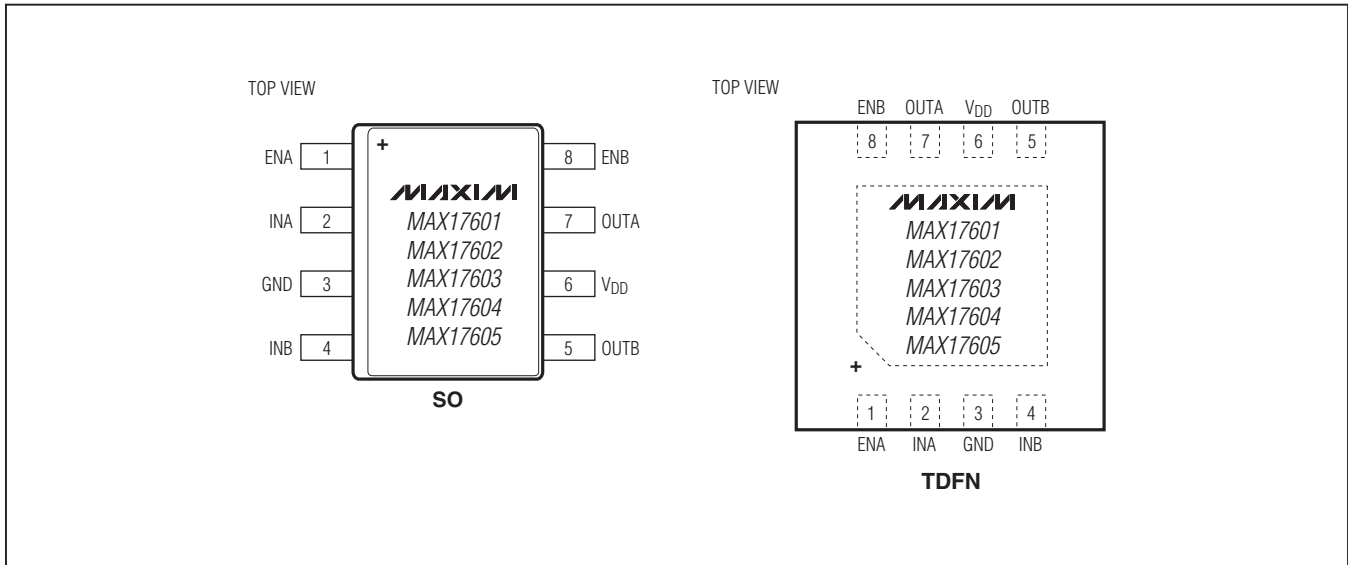 TOP VIEW
ENA 1 + 8 ENB
MAXIM
INA 2 MAX17601 7 OUTA
MAX17602
GND 3 MAX17603 6 VDD
MAX17604
INB 4 MAX17605 5 OUTB
SO
TOP VIEW
ENB OUTA VDD OUTB
8 7 6 5
MAXIM
MAX17601
MAX17602
MAX17603
MAX17604
MAX17605
+
1 2 3 4
ENA INA GND INB
TDFN